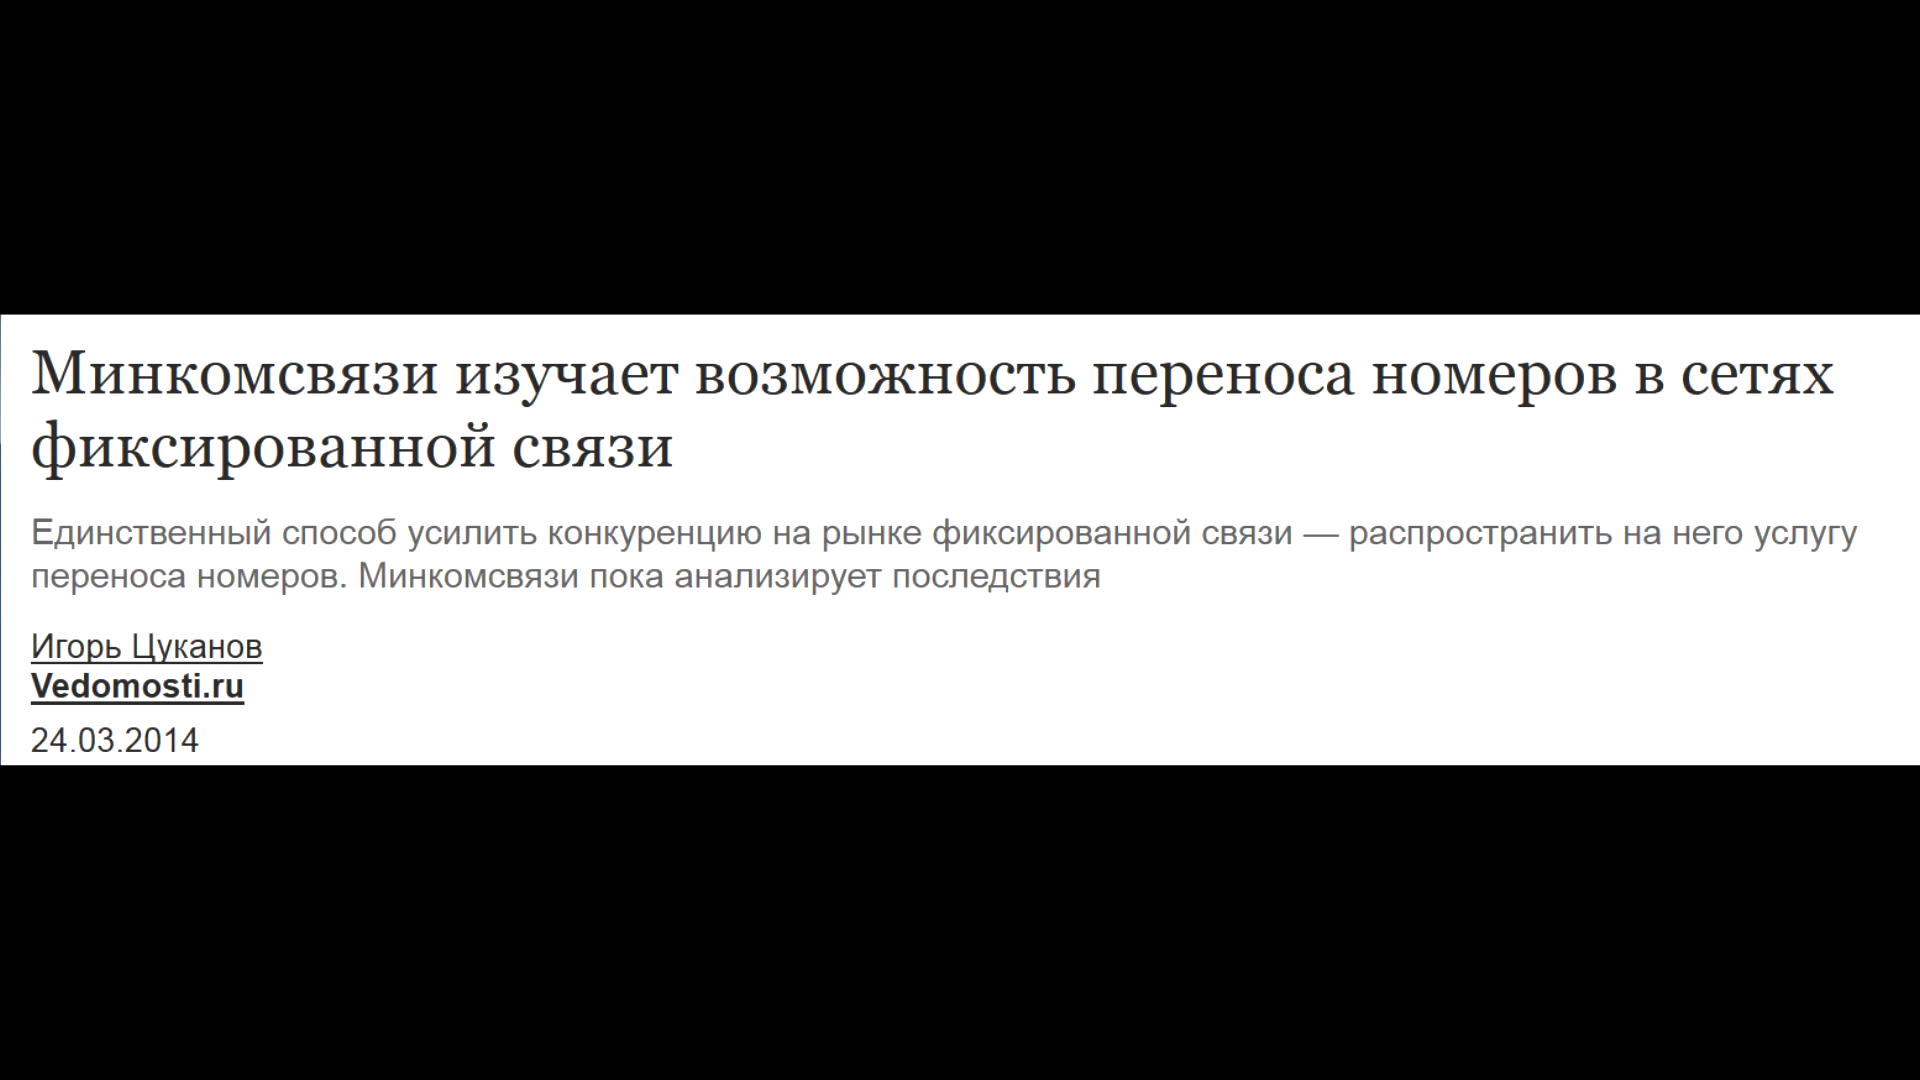 Минкомсвязи изучает возможность переноса номеров в сетях
фиксированной связи
Единственный способ усилить конкуренцию на рынке фиксированной связи — распространить на него услугу
переноса номеров. Минкомсвязи пока анализирует последствия
Игорь Цуканов
Vedomosti.ru
24.03.2014